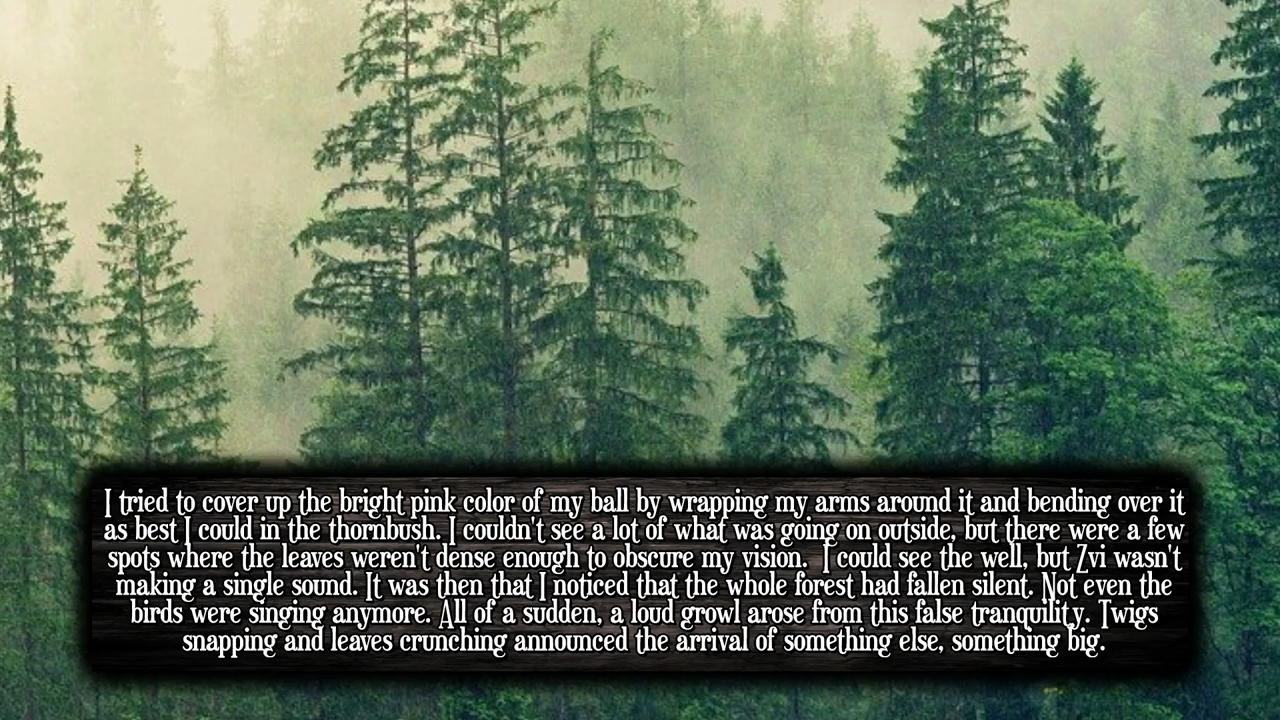 I tried to cover up the bright pink color of my ball by wrapping my arms around it and bending over it
as best I could in the thornbush. I couldn't see a lot of what was going on outside, but there were a few
spots where the leaves weren't dense enough to obscure my vision.  I could see the well, but Zvi wasn't
making a single sound. It was then that I noticed that the whole forest had fallen silent. Not even the
birds were singing anymore. All of a sudden, a loud growl arose from this false tranquility. Twigs
snapping and leaves crunching announced the arrival of something else, something big.